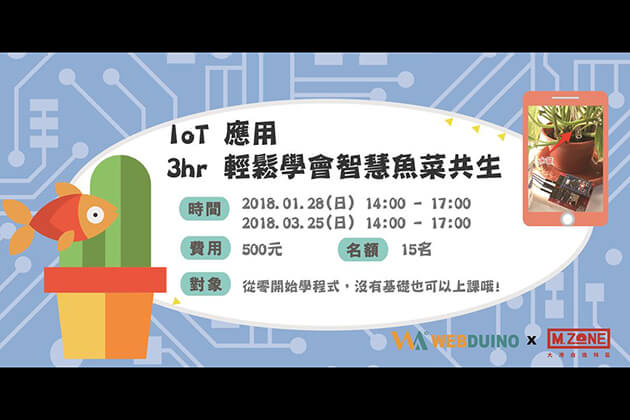 IoT 應用
3hr 輕鬆學會智慧魚菜共生
時間 2018.01.28(日) 14:00 - 17:00
2018.03.25(日) 14:00 - 17:00
費用 500元 名額 15名
對象 從零開始學程式，沒有基礎也可以上課哦!
WEBDUINO x M.ZONE
大港自造特區